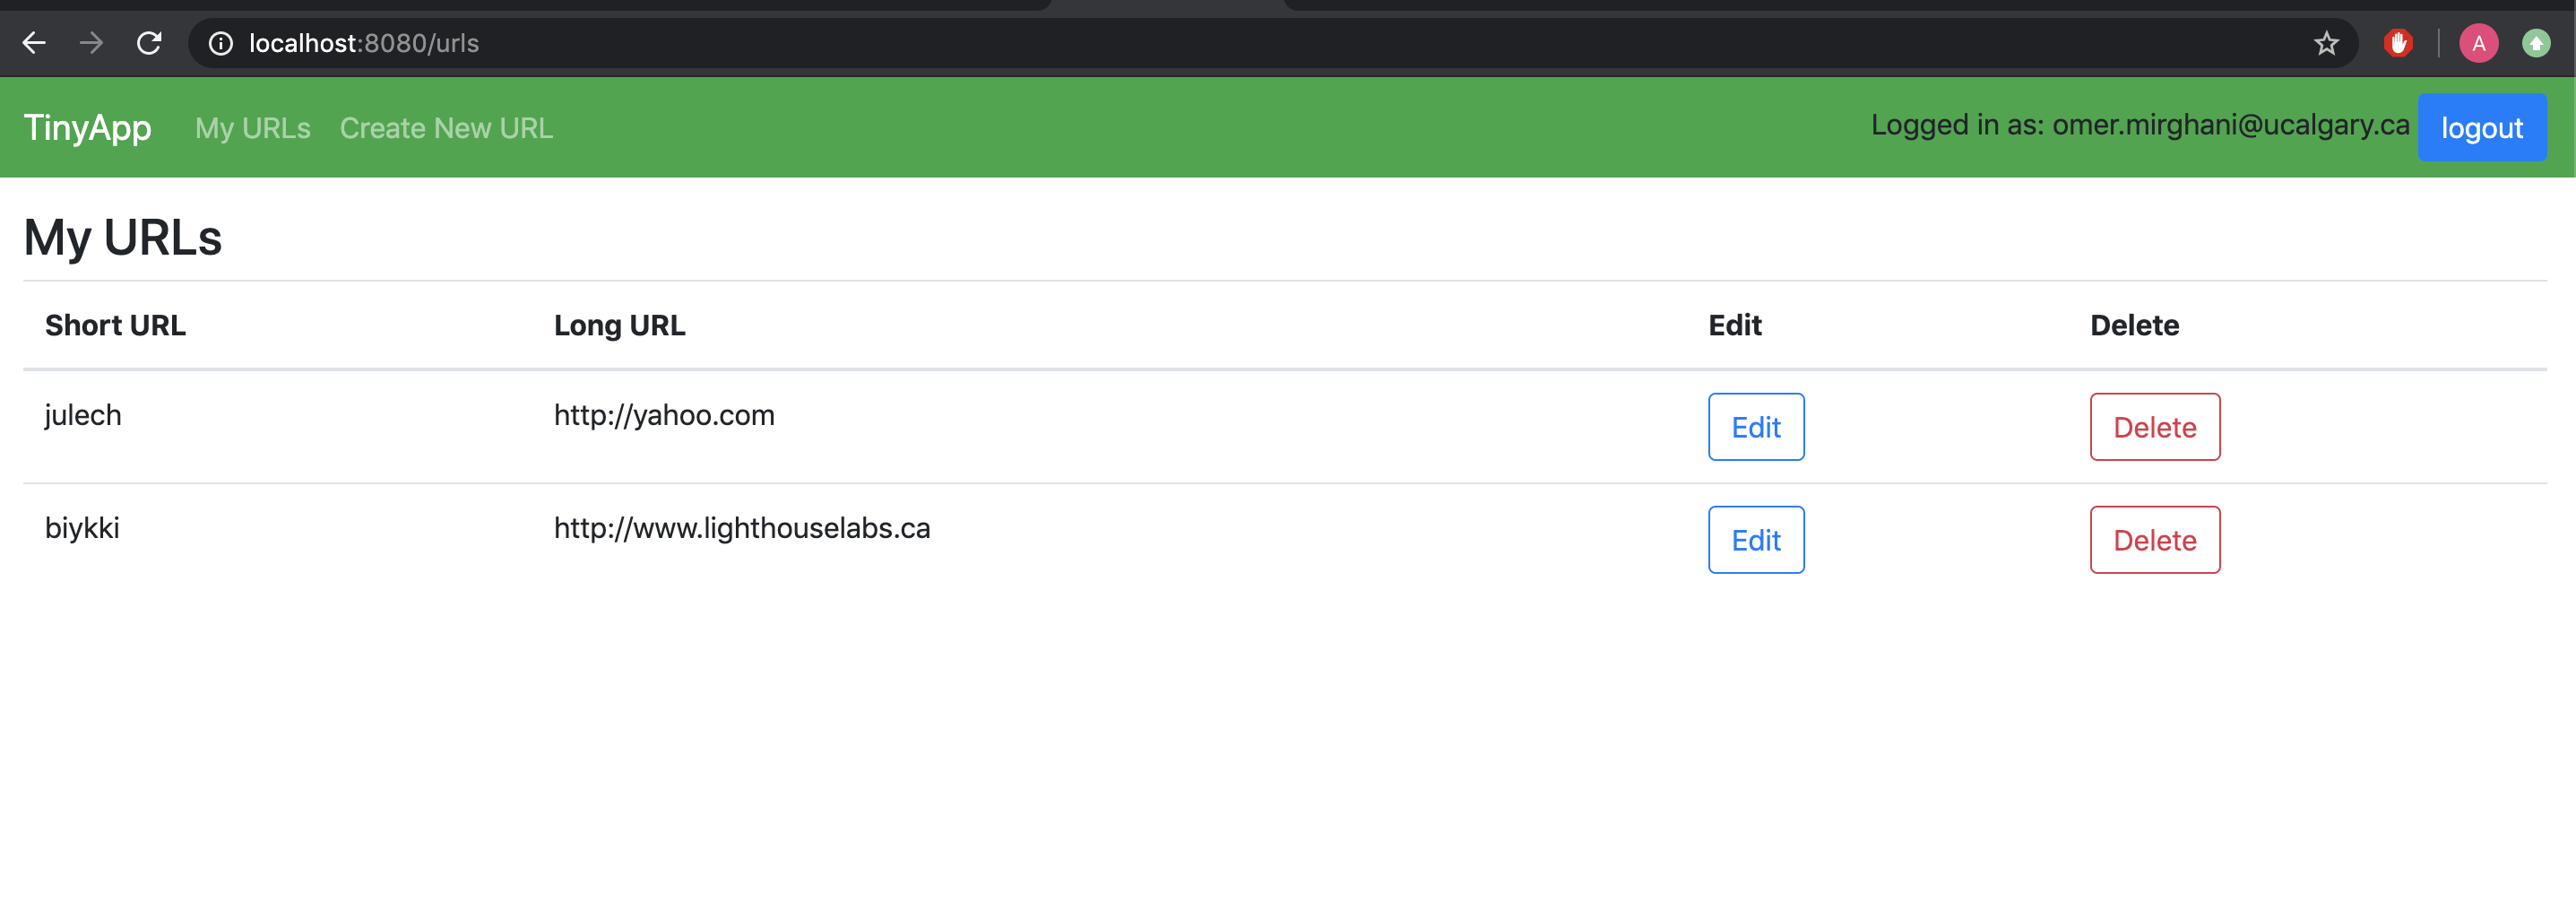 localhost:8080/urls
A
TinyApp My URLs Create New URL Logged in as: omer.mirghani@ucalgary.ca logout
My URLs
Short URL Long URL Edit Delete
julech http://yahoo.com Edit Delete
biykki http://www.lighthouselabs.ca Edit Delete